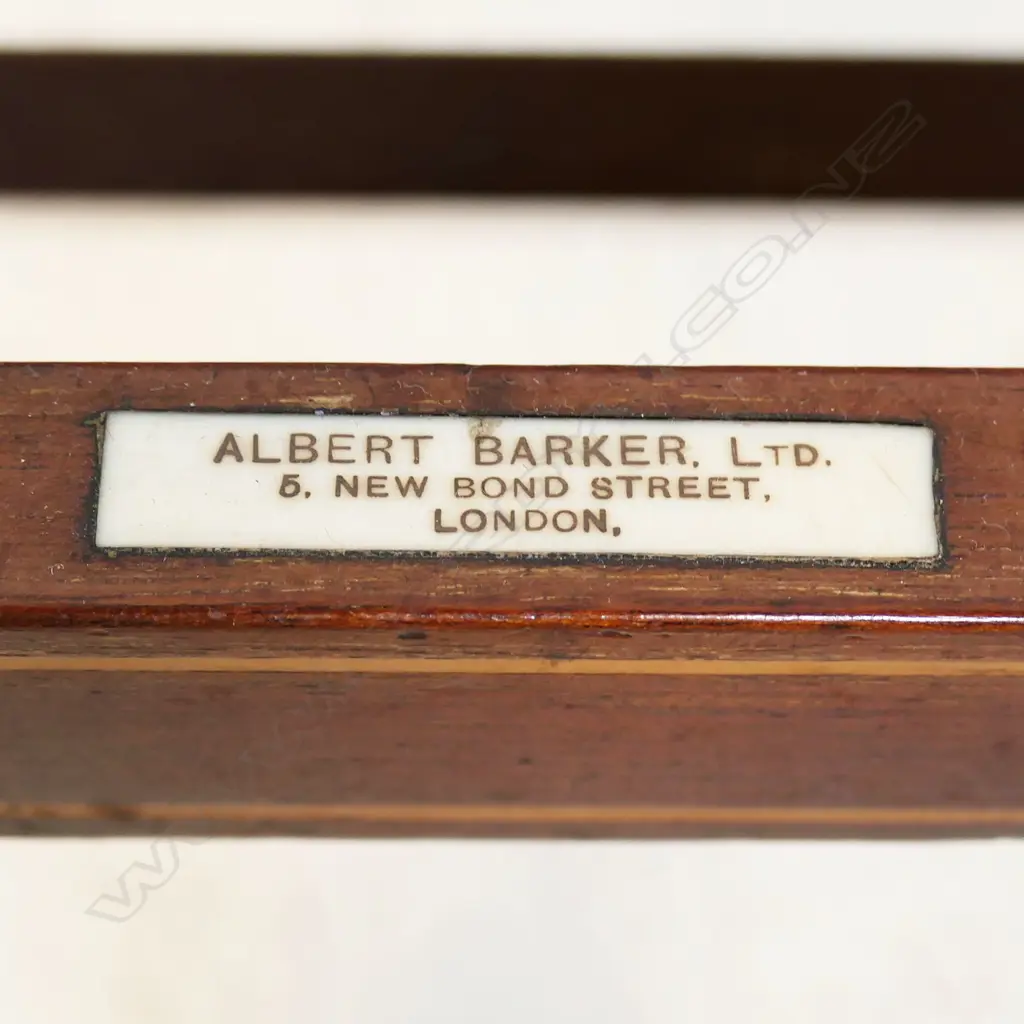 ALBERT BARKER. LTD.
5. NEW BOND STREET,
LONDON,